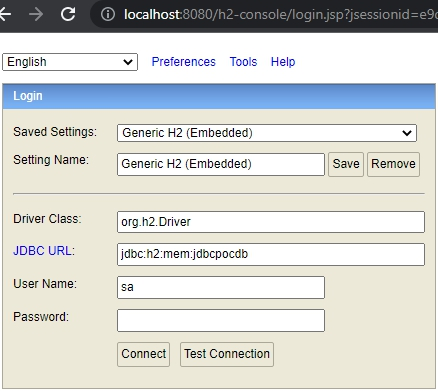 localhost:8080/h2-console/login.jsp?jsessionid=e9
English Preferences Tools Help
Login
Saved Settings: Generic H2 (Embedded)
Setting Name: Generic H2 (Embedded) Save Remove
Driver Class: org.h2.Driver
JDBC URL: jdbc:h2:mem:jdbcpocdb
User Name: sa
Password:
Connect Test Connection